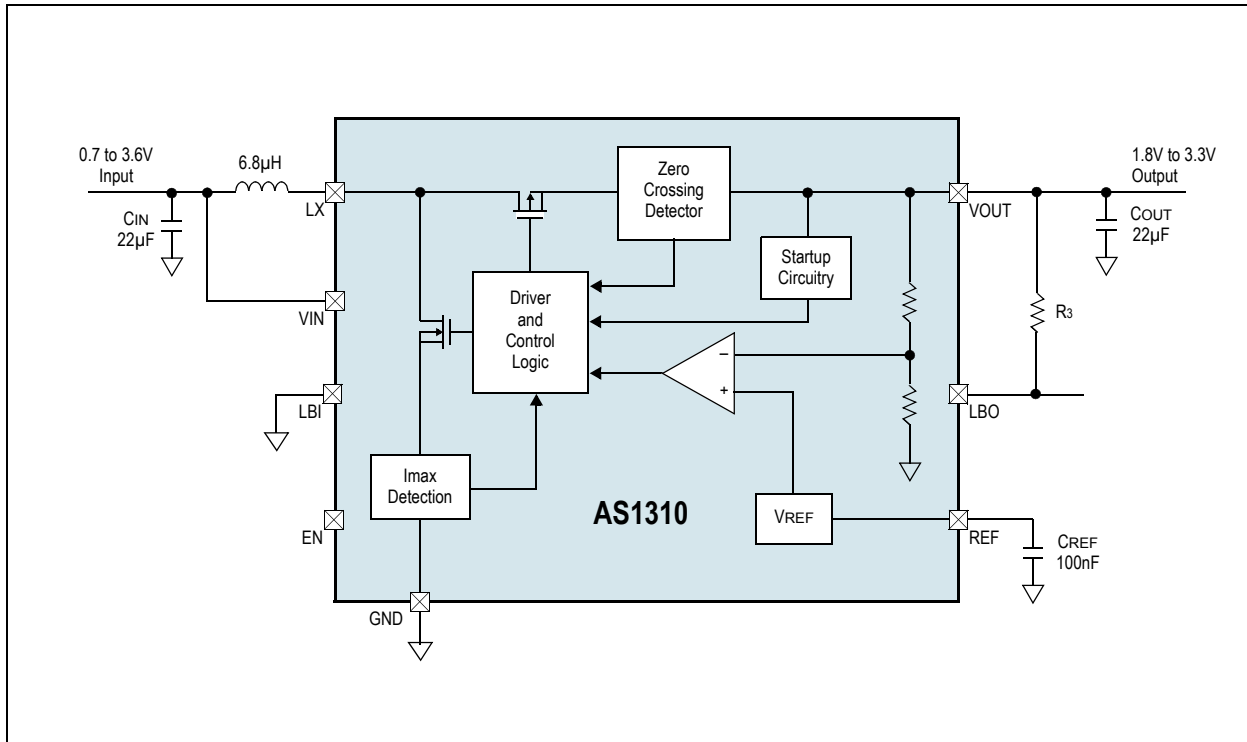 0.7 to 3.6V
Input
6.8µH
CIN
22µF
LX
VIN
LBI
EN
GND
Zero
Crossing
Detector
Startup
Circuitry
Driver
and
Control
Logic
–
+
Imax
Detection
AS1310
VREF
VOUT
LBO
REF
1.8V to 3.3V
Output
COUT
22µF
R3
CREF
100nF